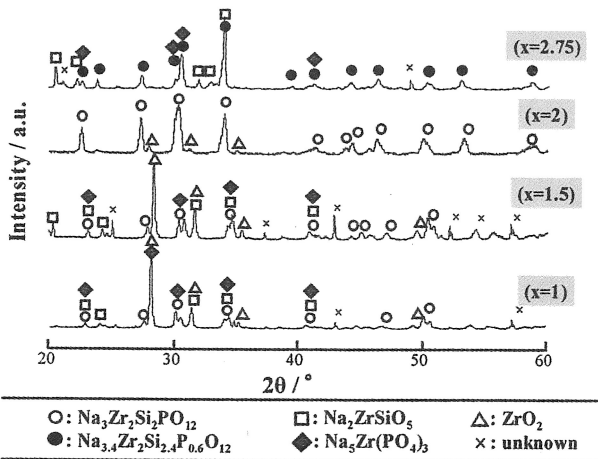 (x=2.75)
(x=2)
(x=1.5)
(x=1)
Intensity / a.u.
20 30 40 50 60
2θ / °
○ : Na₃Zr₂Si₂PO₁₂ □ : Na₂ZrSiO₅ △ : ZrO₂
● : Na₃.₄Zr₂Si₂.₄P₀.₆O₁₂ ◆ : Na₅Zr(PO₄)₃ × : unknown